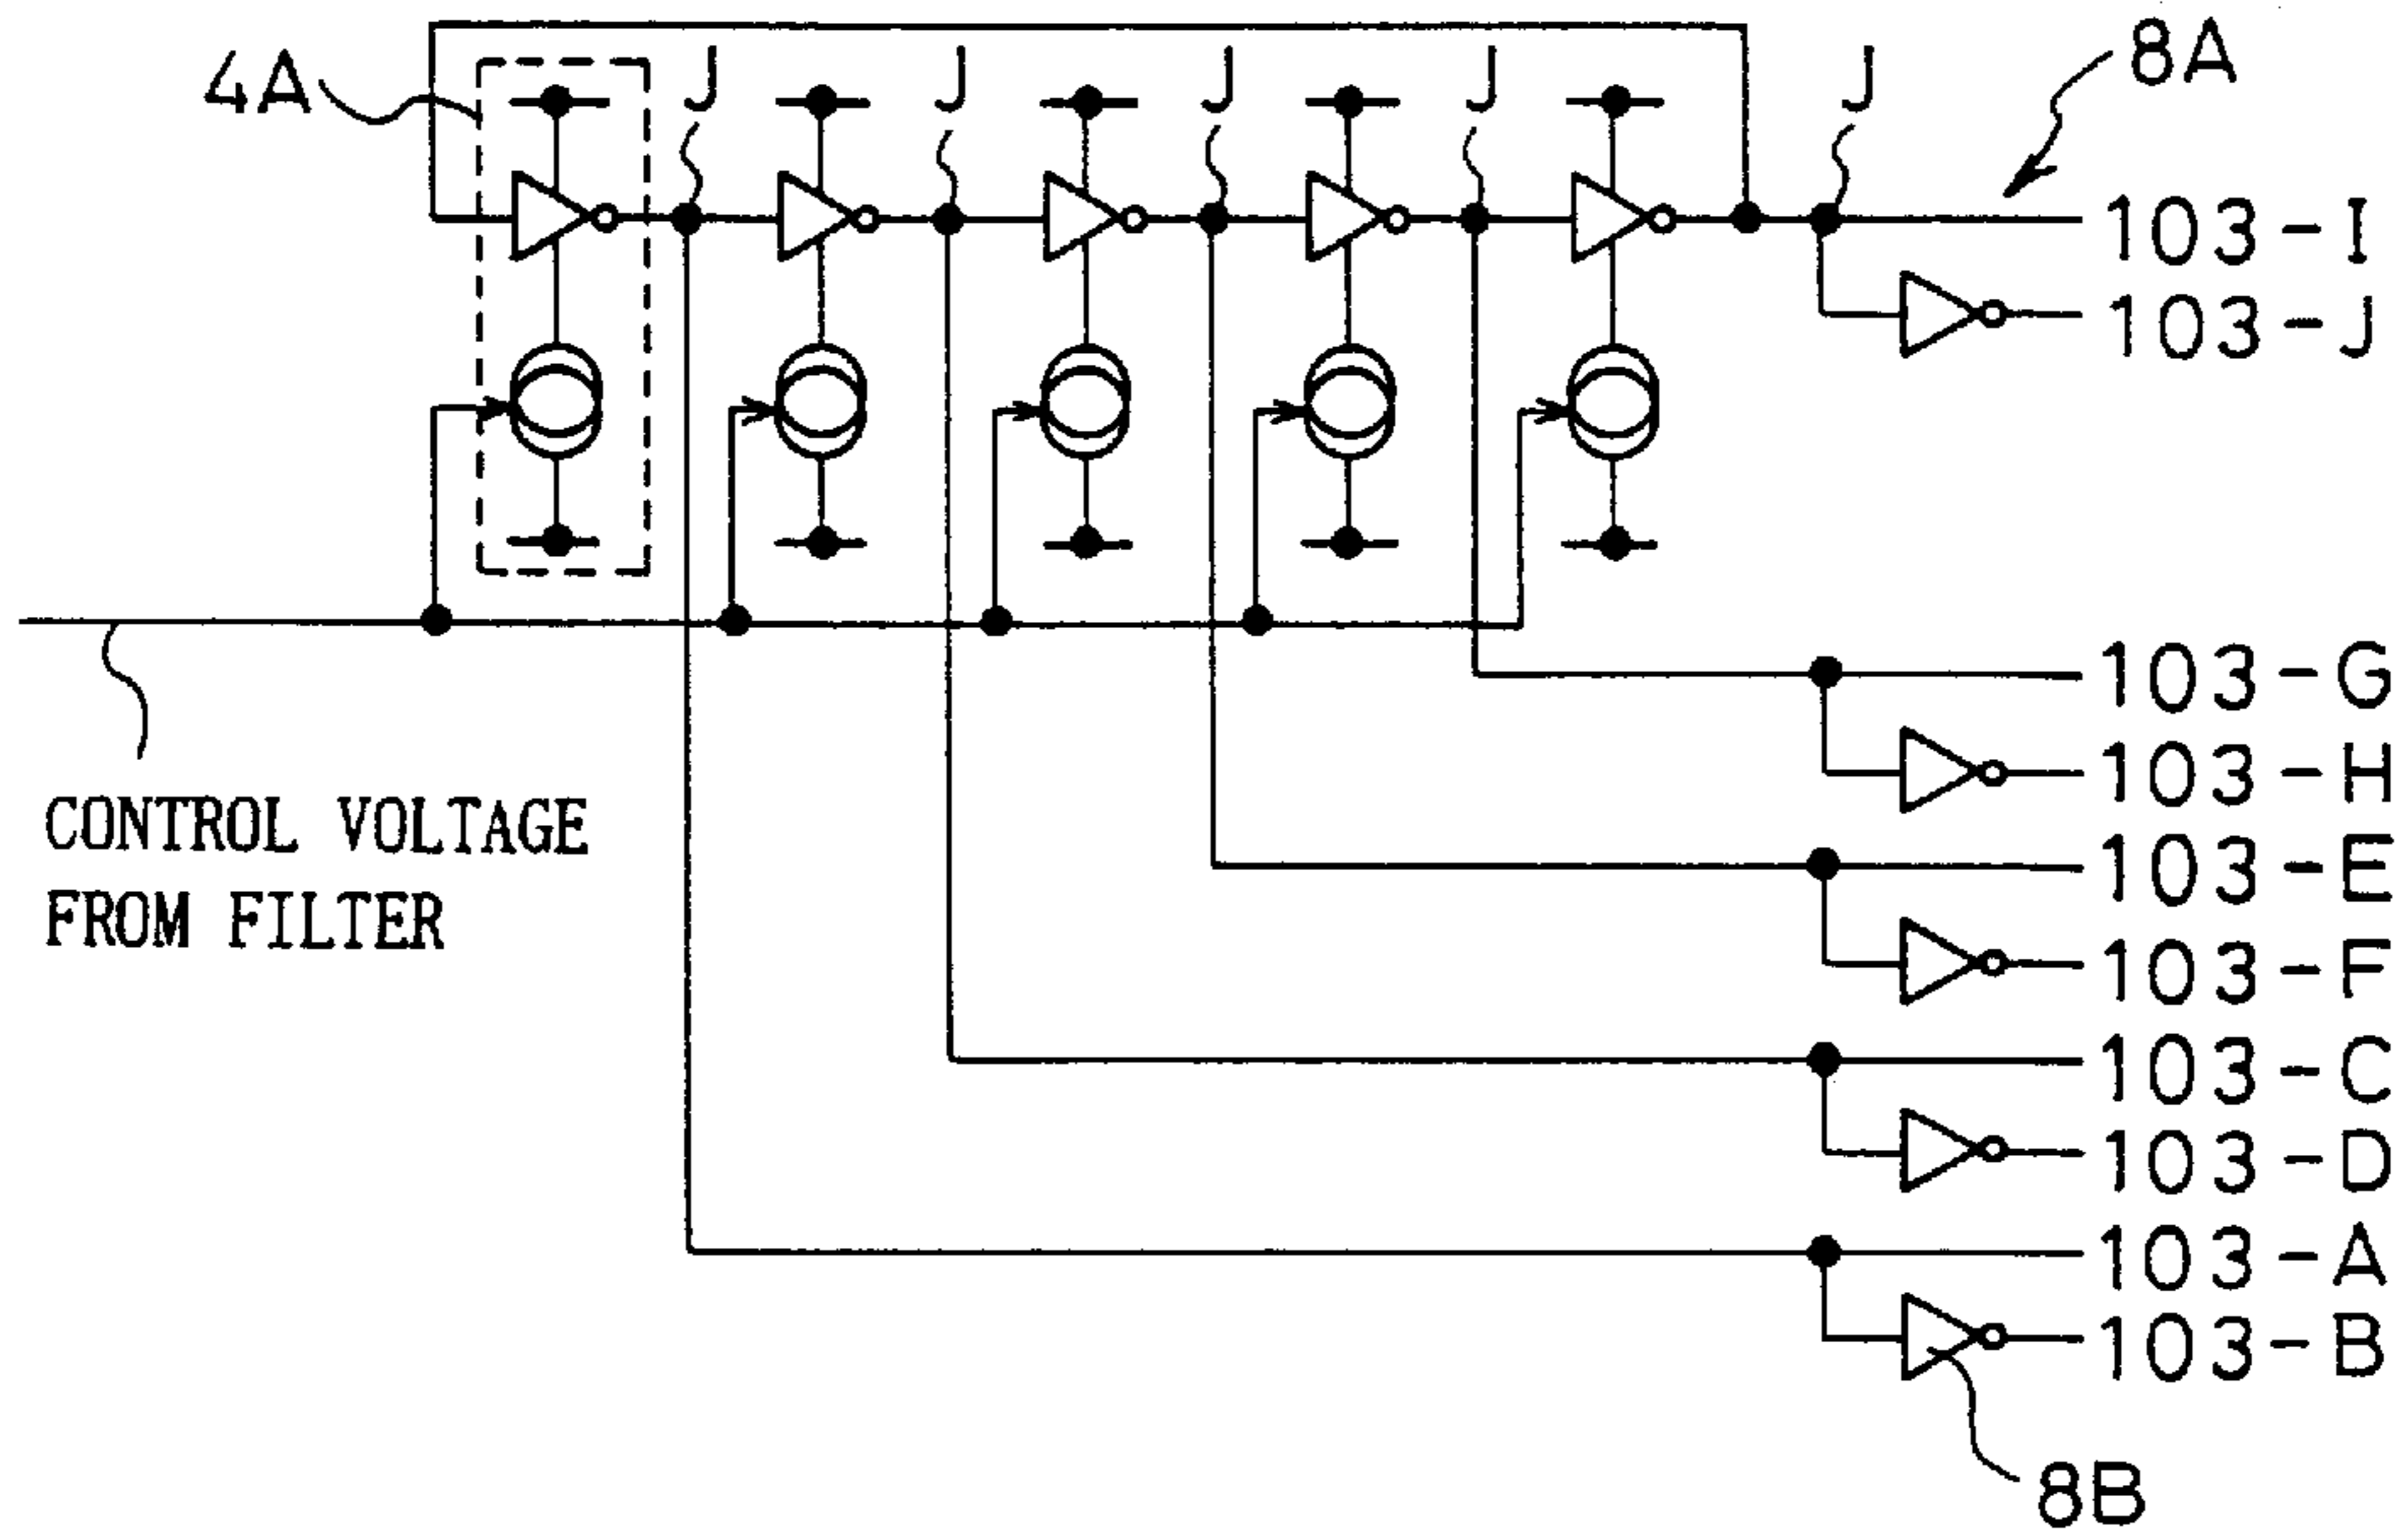 4A
J
J
J
J
J
8A
103-I
103-J
103-G
103-H
CONTROL VOLTAGE
FROM FILTER
103-E
103-F
103-C
103-D
103-A
103-B
8B